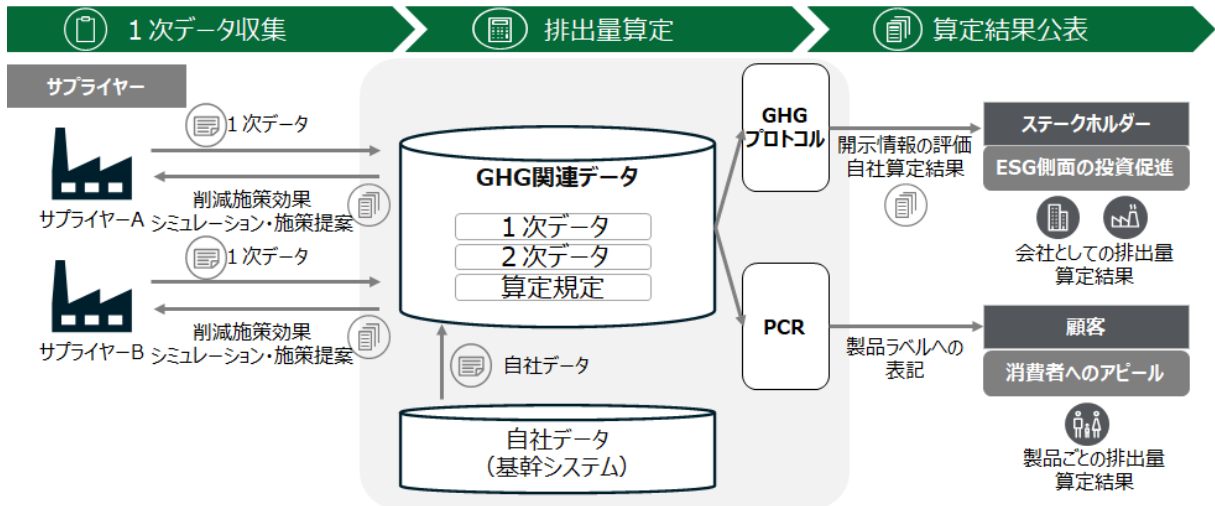 １次データ収集
排出量算定
算定結果公表
サプライヤー
１次データ
サプライヤーA
削減施策効果
シミュレーション・施策提案
１次データ
サプライヤーB
削減施策効果
シミュレーション・施策提案
GHG関連データ
１次データ
２次データ
算定規定
自社データ
自社データ
（基幹システム）
GHG
プロトコル
PCR
開示情報の評価
自社算定結果
製品ラベルへの
表記
ステークホルダー
ESG側面の投資促進
会社としての排出量
算定結果
顧客
消費者へのアピール
製品ごとの排出量
算定結果